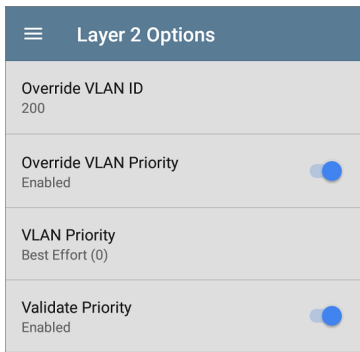 Layer 2 Options
Override VLAN ID
200
Override VLAN Priority
Enabled
VLAN Priority
Best Effort (0)
Validate Priority
Enabled